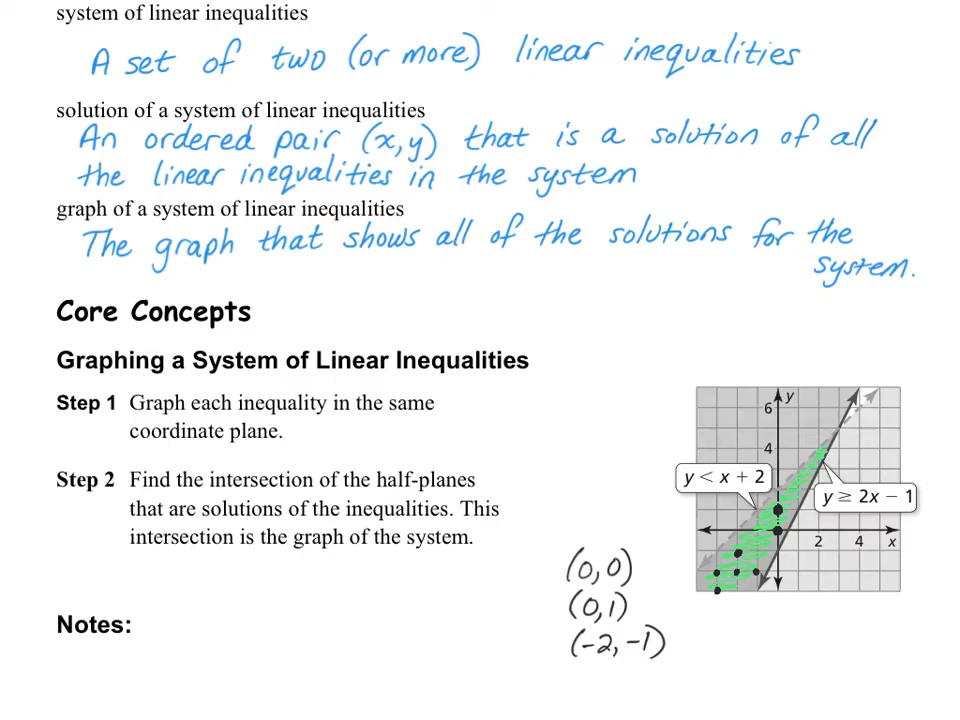 system of linear inequalities
A set of two (or more) linear inequalities
solution of a system of linear inequalities
An ordered pair (x,y) that is a solution of all
the linear inequalities in the system
graph of a system of linear inequalities
The graph that shows all of the solutions for the
system.
Core Concepts
Graphing a System of Linear Inequalities
Step 1 Graph each inequality in the same
coordinate plane.
Step 2 Find the intersection of the half-planes
that are solutions of the inequalities. This
intersection is the graph of the system.
6 y
4
y < x + 2
y ≥ 2x − 1
2 4 x
(0,0)
(0,1)
(-2,-1)
Notes: